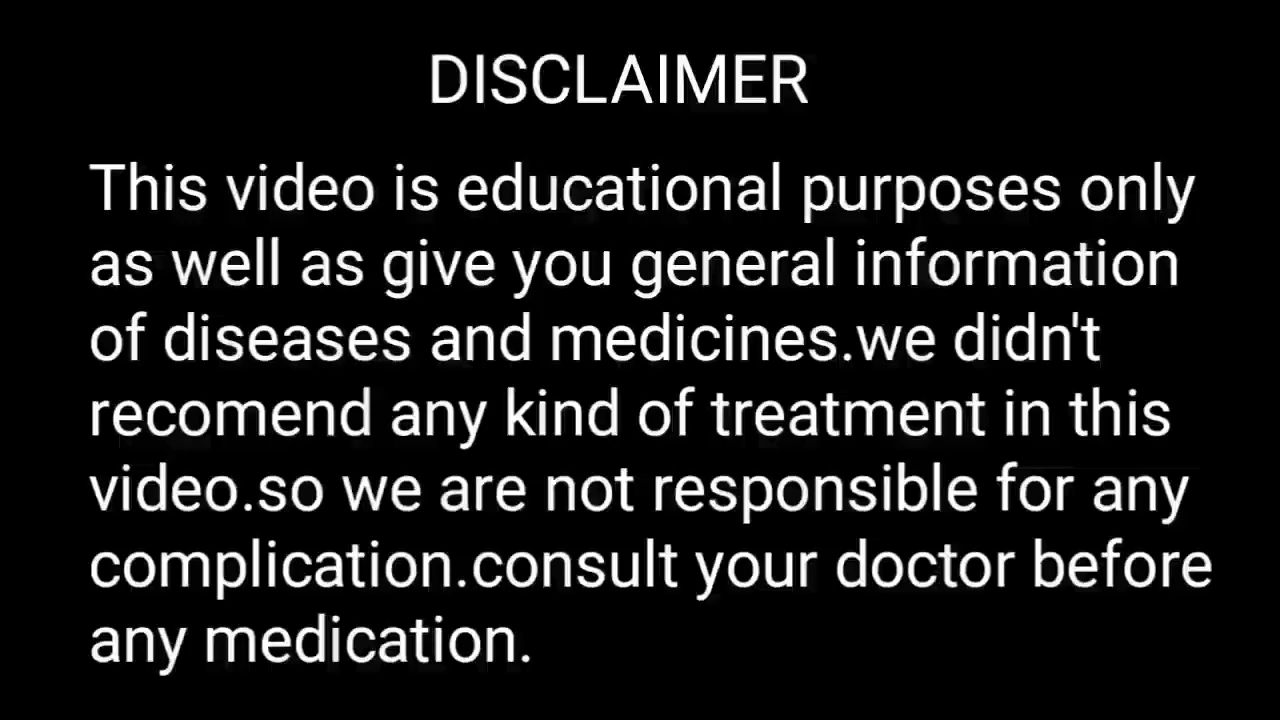 DISCLAIMER
This video is educational purposes only
as well as give you general information
of diseases and medicines.we didn't
recomend any kind of treatment in this
video.so we are not responsible for any
complication.consult your doctor before
any medication.